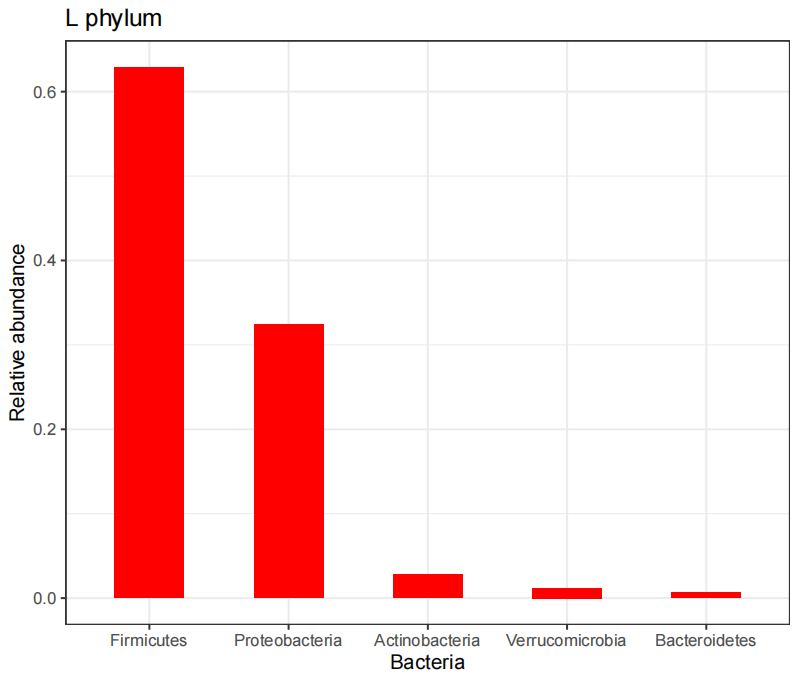 L phylum
Relative abundance
0.6
0.4
0.2
0.0
Firmicutes Proteobacteria Actinobacteria Verrucomicrobia Bacteroidetes
Bacteria